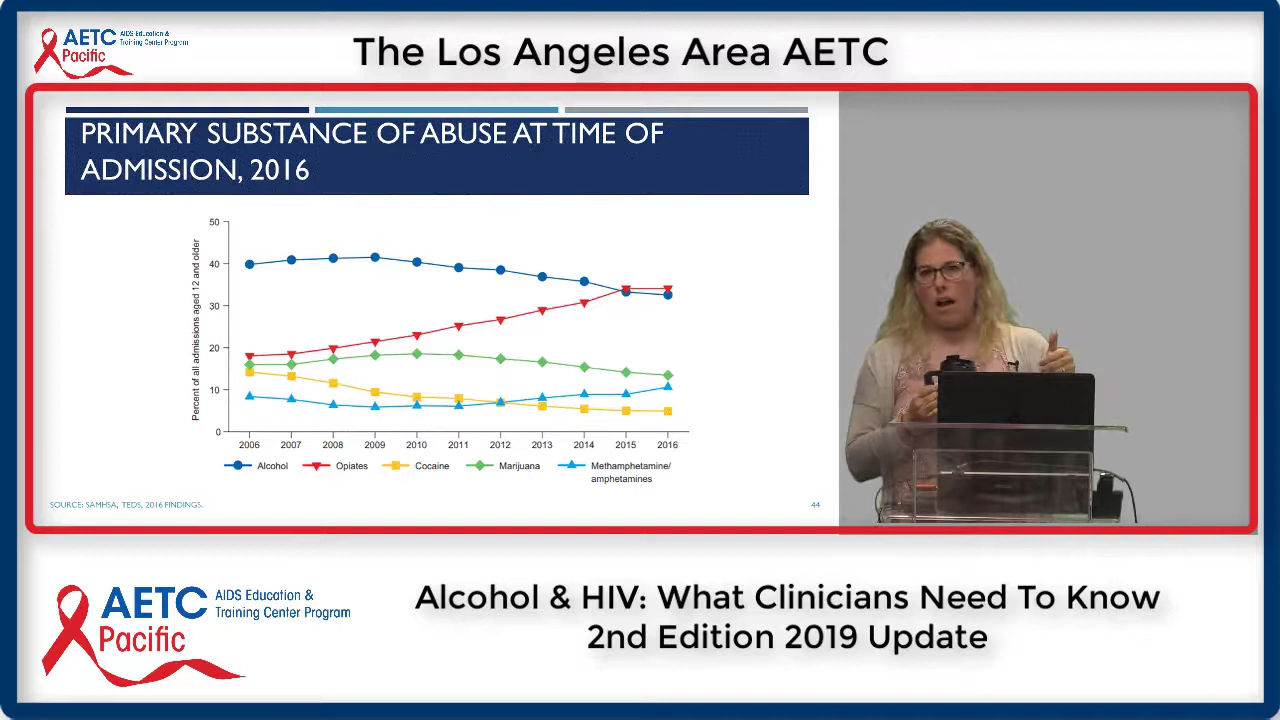 AETC
AIDS Education &
Training Center Program
Pacific
The Los Angeles Area AETC
PRIMARY SUBSTANCE OF ABUSE AT TIME OF
ADMISSION, 2016
Percent of all admissions aged 12 and older
50
40
30
20
10
0
2006 2007 2008 2009 2010 2011 2012 2013 2014 2015 2016
Alcohol Opiates Cocaine Marijuana Methamphetamine/
amphetamines
SOURCE: SAMHSA, TEDS, 2016 FINDINGS.
44
AETC
AIDS Education &
Training Center Program
Pacific
Alcohol & HIV: What Clinicians Need To Know
2nd Edition 2019 Update